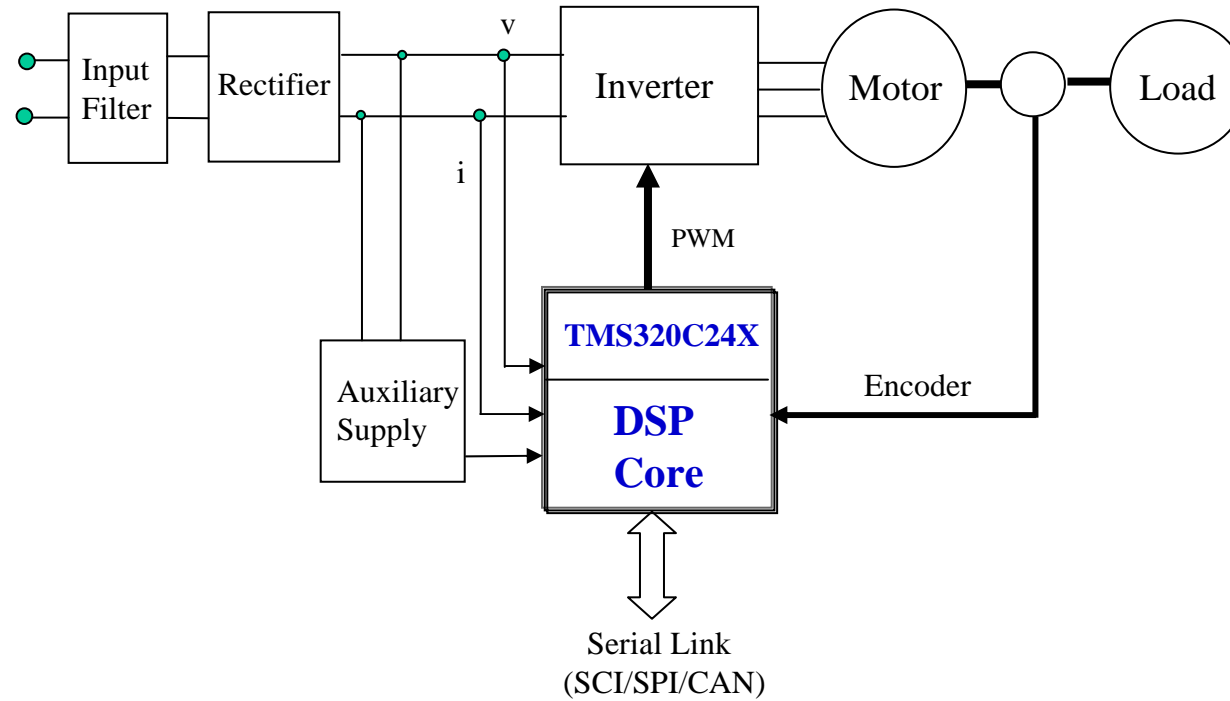 v
Input
Filter
Rectifier
Inverter
Motor
Load
i
PWM
TMS320C24X
Auxiliary
Supply
DSP
Core
Encoder
Serial Link
(SCI/SPI/CAN)